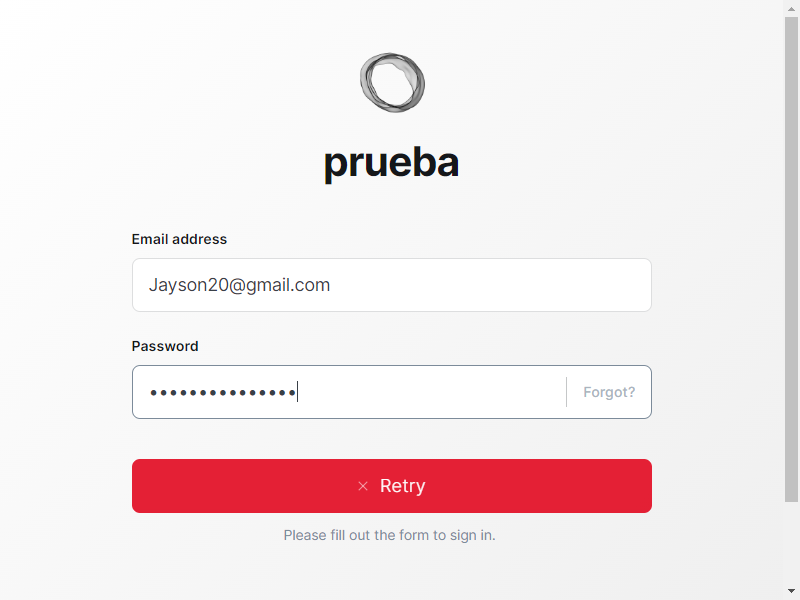 prueba
Email address
Jayson20@gmail.com
Password
•••••••••••••••
Forgot?
Retry
Please fill out the form to sign in.